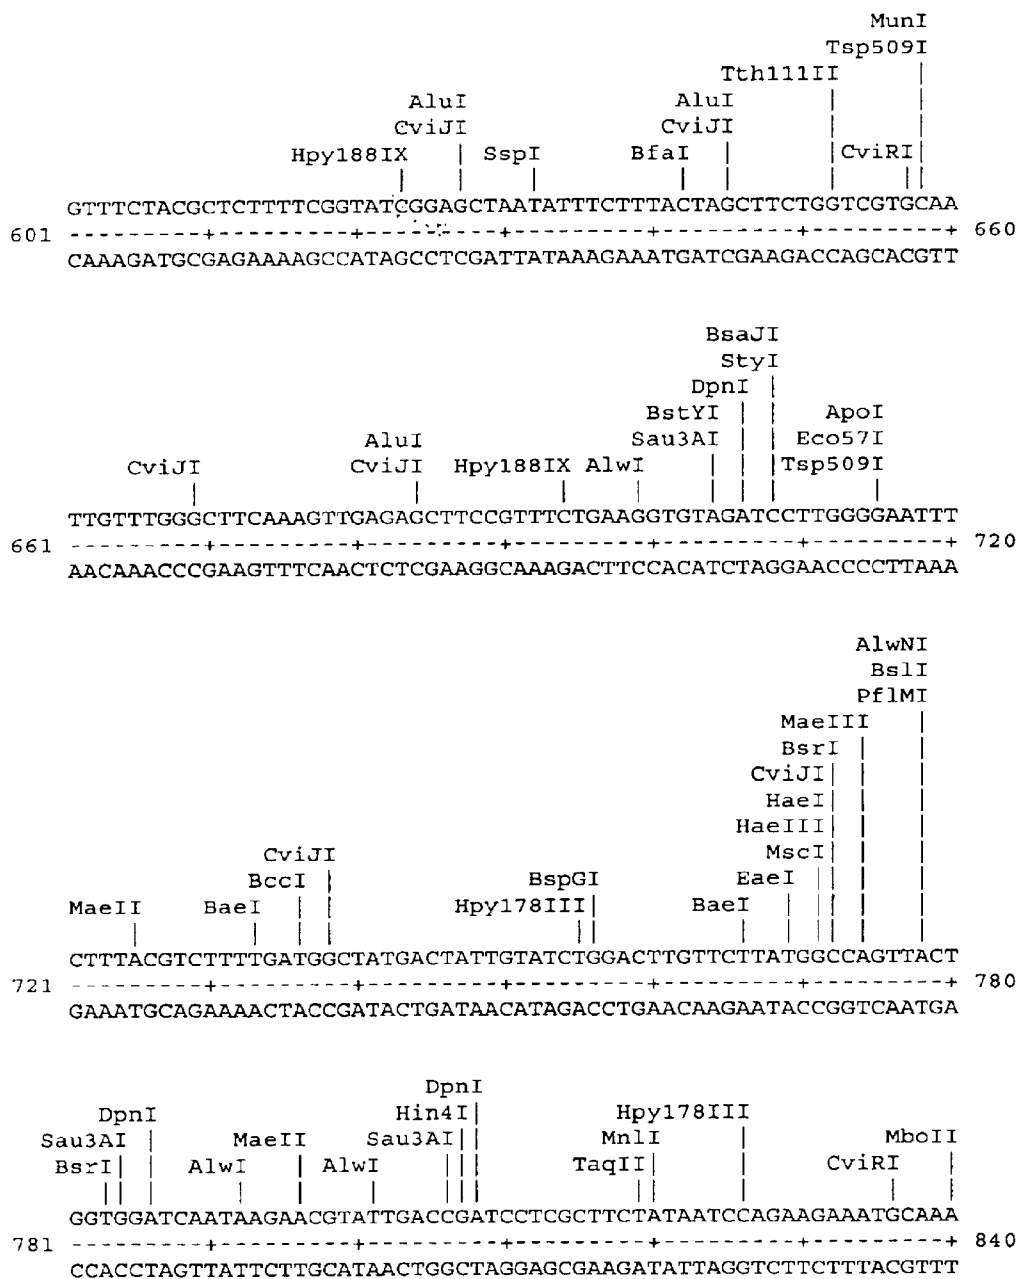 MunI
Tsp509I
Tth111II
AluI AluI
CviJI CviJI
Hpy188IX SspI BfaI CviRI
GTTTCTACGCTCTTTTCGGTATCGGAGCTAATATTTCTTTACTAGCTTCTGGTCGTGCAA
601 ---------+---------+---------+---------+---------+---------+ 660
CAAAGATGCGAGAAAAGCCATAGCCTCGATTATAAAGAAATGATCGAAGACCAGCACGTT
BsaJI
StyI
DpnI
BstYI ApoI
AluI Sau3AI Eco57I
CviJI CviJI Hpy188IX AlwI Tsp509I
TTGTTTGGGCTTCAAAGTTGAGAGCTTCCGTTTCTGAAGGTGTAGATCCTTGGGGAATTT
661 ---------+---------+---------+---------+---------+---------+ 720
AACAAACCCGAAGTTTCAACTCTCGAAGGCAAAGACTTCCACATCTAGGAACCCCTTAAA
AlwNI
BslI
PflMI
MaeIII
BsrI
CviJI
HaeI
HaeIII
CviJI MscI
BccI BspGI EaeI
MaeII BaeI Hpy178III BaeI
CTTTACGTCTTTTGATGGCTATGACTATTGTATCTGGACTTGTTCTTATGGCCAGTTACT
721 ---------+---------+---------+---------+---------+---------+ 780
GAAATGCAGAAAACTACCGATACTGATAACATAGACCTGAACAAGAATACCGGTCAATGA
DpnI
DpnI Hin4I Hpy178III
Sau3AI MaeII Sau3AI MnlI MboII
BsrI AlwI AlwI TaqII CviRI
GGTGGATCAATAAGAACGTATTGACCGATCCTCGCTTCTATAATCCAGAAGAAATGCAAA
781 ---------+---------+---------+---------+---------+---------+ 840
CCACCTAGTTATTCTTGCATAACTGGCTAGGAGCGAAGATATTAGGTCTTCTTTACGTTT